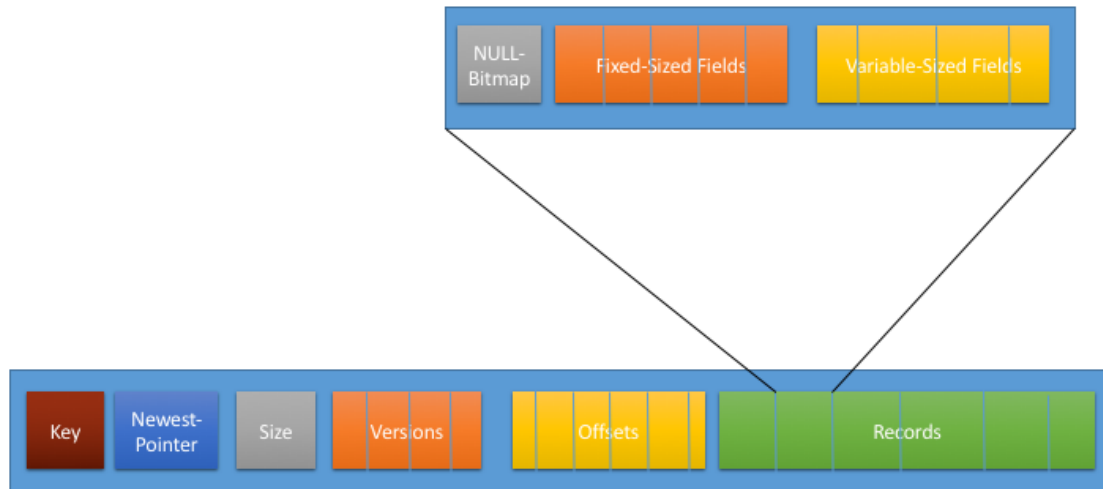 NULL-
Bitmap
Fixed-Sized Fields
Variable-Sized Fields
Key
Newest-
Pointer
Size
Versions
Offsets
Records